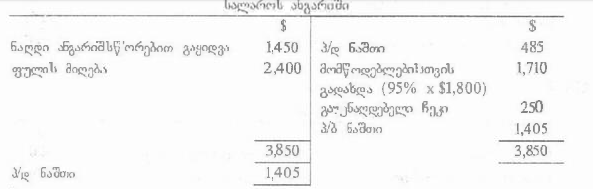 სალაროს ანგარიში
$ $
ნაღდი ანგარიშსწორებით გაყიდვა 1,450 პ/დ ნაშთი 485
ფულის მიღება 2,400 მომწოდებლებისთვის 1,710
გადახდა (95% x $1,800)
გაუნაღდებელი ჩეკი 250
პ/ბ ნაშთი 1,405
3,850 3,850
პ/დ ნაშთი 1,405